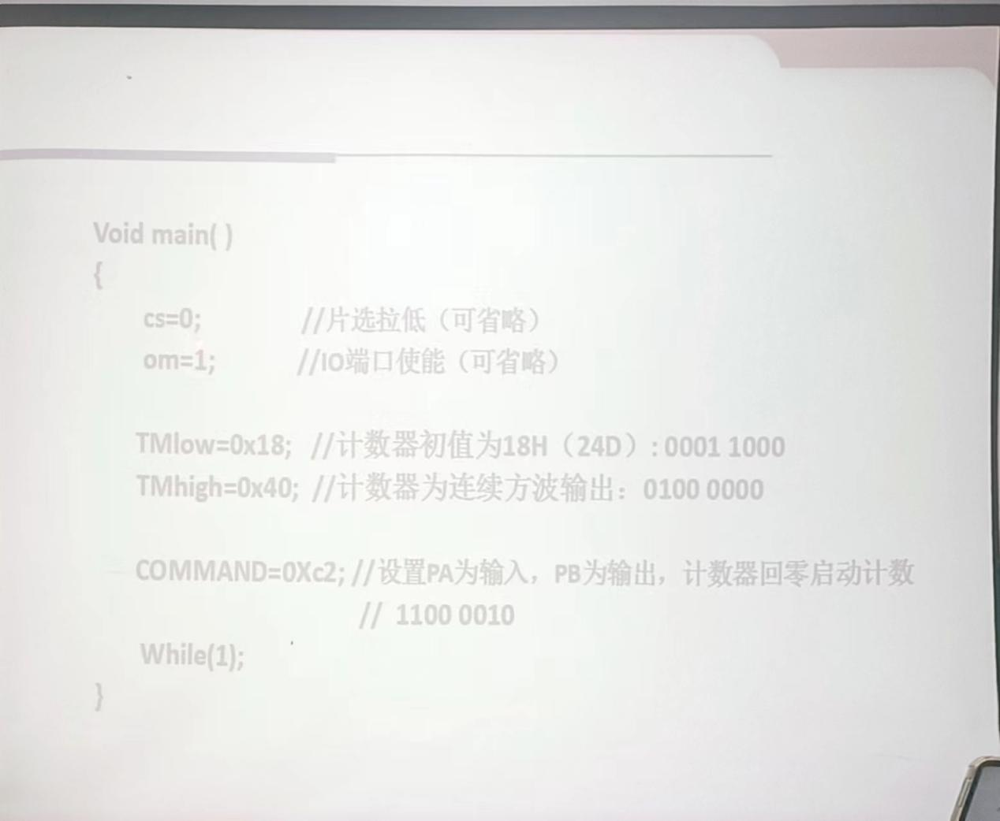 Void main( )
{
cs=0; //片选拉低（可省略）
om=1; //IO端口使能（可省略）
TMlow=0x18; //计数器初值为18H（24D）: 0001 1000
TMhigh=0x40; //计数器为连续方波输出：0100 0000
COMMAND=0Xc2; //设置PA为输入，PB为输出，计数器回零启动计数
// 1100 0010
While(1);
}